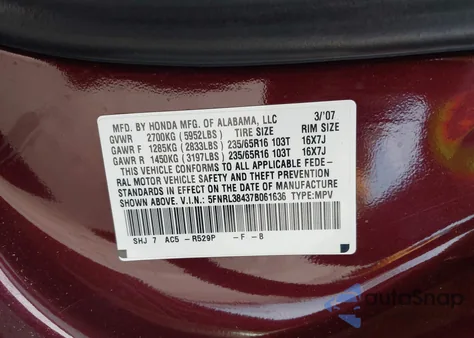 MFD. BY HONDA MFG. OF ALABAMA, LLC 3/'07
GVWR 2700KG (5952LBS) TIRE SIZE RIM SIZE
GAWR F 1285KG (2833LBS) 235/65R16 103T 16X7J
GAWR R 1450KG (3197LBS) 235/65R16 103T 16X7J
THIS VEHICLE CONFORMS TO ALL APPLICABLE FEDE-
RAL MOTOR VEHICLE SAFETY AND THEFT PREVENTION
STANDARDS IN EFFECT ON THE DATE OF MANUFACTURE
SHOWN ABOVE. V.I.N.: 5FNRL38437B061636 TYPE:MPV
SHJ 7 AC5 -R529P -F -B
autoSnap